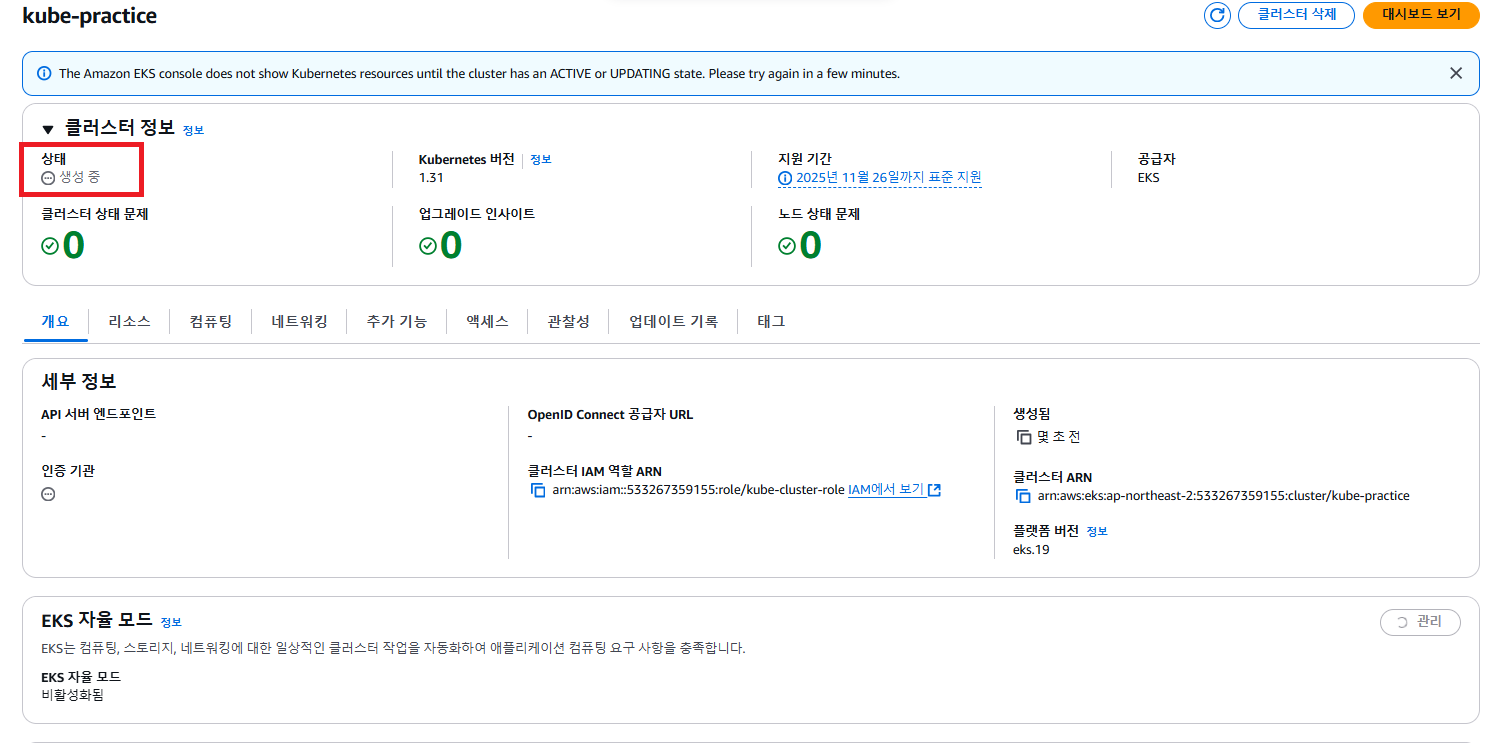 kube-practice
클러스터 삭제
대시보드 보기
The Amazon EKS console does not show Kubernetes resources until the cluster has an ACTIVE or UPDATING state. Please try again in a few minutes.
클러스터 정보 정보
상태
생성 중
Kubernetes 버전 정보
1.31
지원 기간
2025년 11월 26일까지 표준 지원
공급자
EKS
클러스터 상태 문제
0
업그레이드 인사이트
0
노드 상태 문제
0
개요 리소스 컴퓨팅 네트워킹 추가 기능 액세스 관찰성 업데이트 기록 태그
세부 정보
API 서버 엔드포인트
-
인증 기관
OpenID Connect 공급자 URL
-
클러스터 IAM 역할 ARN
arn:aws:iam::533267359155:role/kube-cluster-role IAM에서 보기
생성됨
몇 초 전
클러스터 ARN
arn:aws:eks:ap-northeast-2:533267359155:cluster/kube-practice
플랫폼 버전 정보
eks.19
EKS 자율 모드 정보
관리
EKS는 컴퓨팅, 스토리지, 네트워킹에 대한 일상적인 클러스터 작업을 자동화하여 애플리케이션 컴퓨팅 요구 사항을 충족합니다.
EKS 자율 모드
비활성화됨